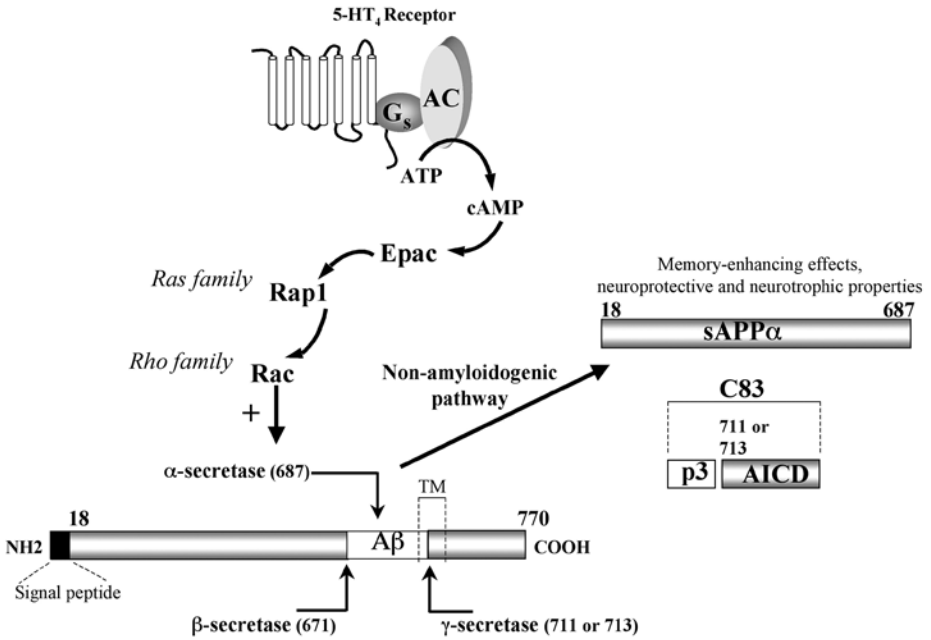 5-HT4 Receptor
AC
Gs
ATP
cAMP
Epac
Ras family
Rap1
Memory-enhancing effects,
neuroprotective and neurotrophic properties
18 687
sAPPα
Rho family
Rac
Non-amyloidogenic
pathway
+
C83
711 or
713
p3 AICD
α-secretase (687)
TM
18 770
NH2 Aβ COOH
Signal peptide
β-secretase (671) γ-secretase (711 or 713)